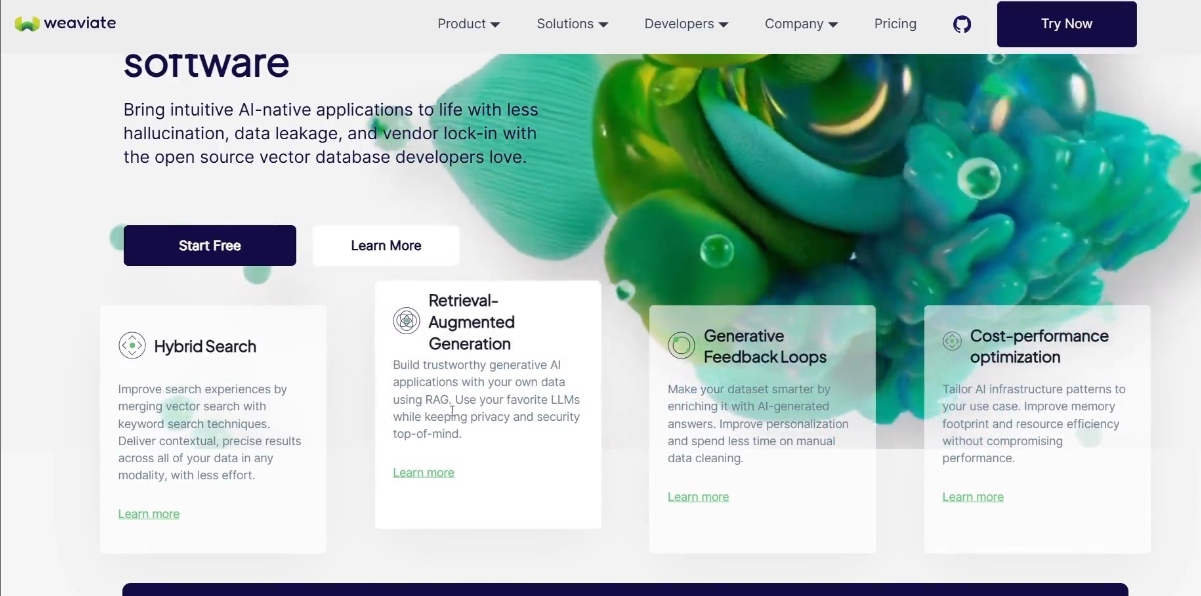 weaviate
Product
Solutions
Developers
Company
Pricing
Try Now
software
Bring intuitive AI-native applications to life with less
hallucination, data leakage, and vendor lock-in with
the open source vector database developers love.
Start Free
Learn More
Hybrid Search
Improve search experiences by
merging vector search with
keyword search techniques.
Deliver contextual, precise results
across all of your data in any
modality, with less effort.
Learn more
Retrieval-
Augmented
Generation
Build trustworthy generative AI
applications with your own data
using RAG. Use your favorite LLMs
while keeping privacy and security
top-of-mind.
Learn more
Generative
Feedback Loops
Make your dataset smarter by
enriching it with AI-generated
answers. Improve personalization
and spend less time on manual
data cleaning.
Learn more
Cost-performance
optimization
Tailor AI infrastructure patterns to
your use case. Improve memory
footprint and resource efficiency
without compromising
performance.
Learn more